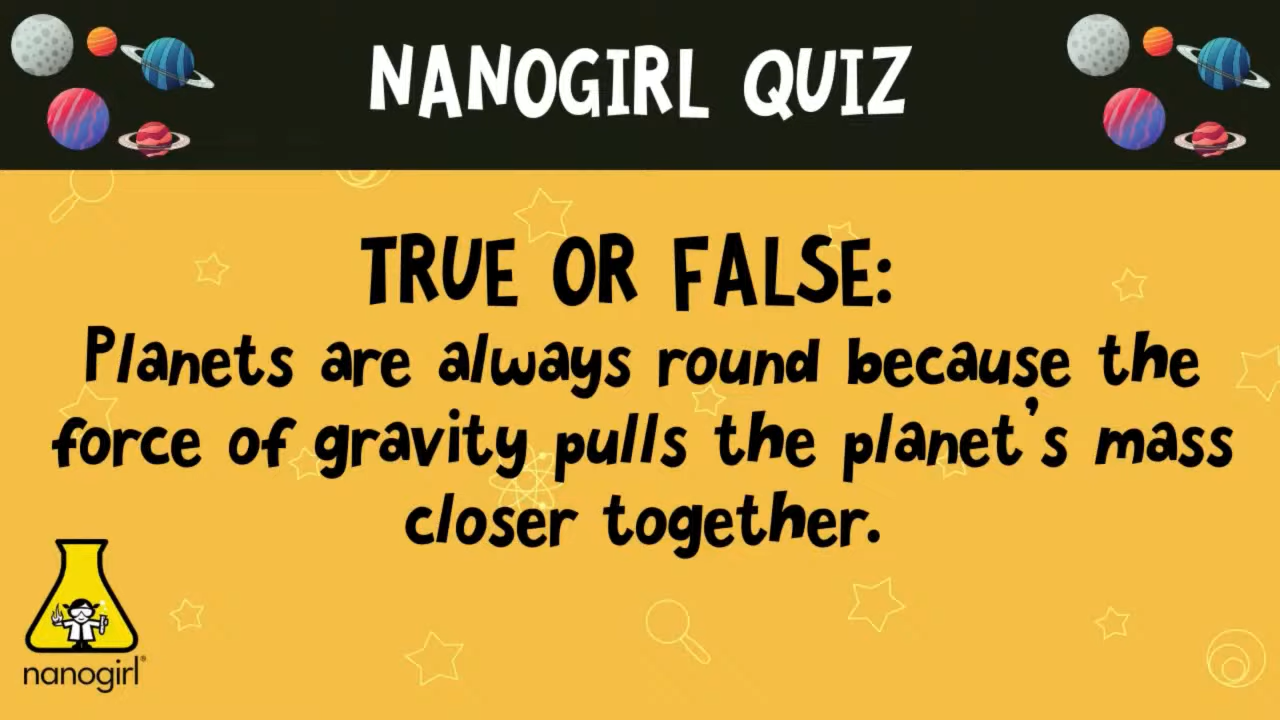 NANOGIRL QUIZ
TRUE OR FALSE:
Planets are always round because the
force of gravity pulls the planet's mass
closer together.
nanogirl®